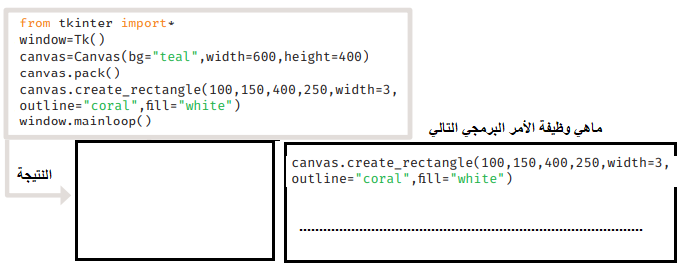 from tkinter import*
window=Tk()
canvas=Canvas(bg="teal",width=600,height=400)
canvas.pack()
canvas.create_rectangle(100,150,400,250,width=3,
outline="coral",fill="white")
window.mainloop()
ماهي وظيفة الأمر البرمجي التالي
النتيجة
canvas.create_rectangle(100,150,400,250,width=3,
outline="coral",fill="white")